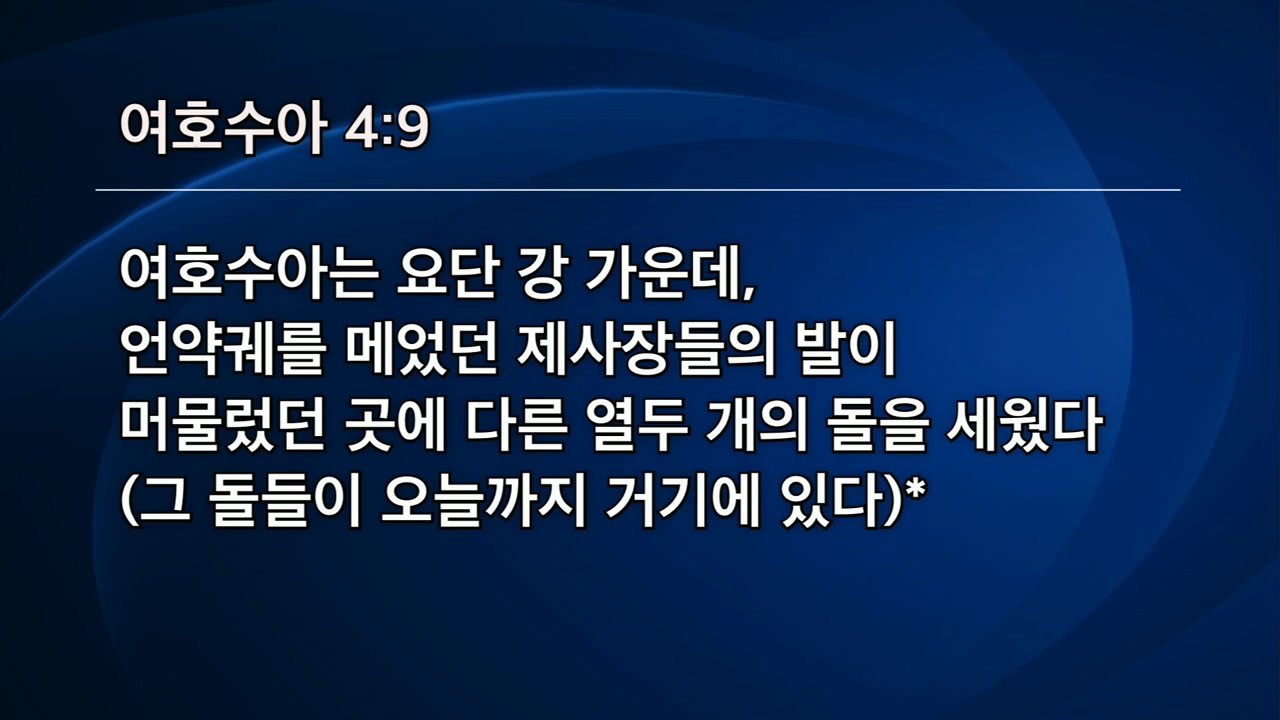 여호수아 4:9
여호수아는 요단 강 가운데,
언약궤를 메었던 제사장들의 발이
머물렀던 곳에 다른 열두 개의 돌을 세웠다
(그 돌들이 오늘까지 거기에 있다)*